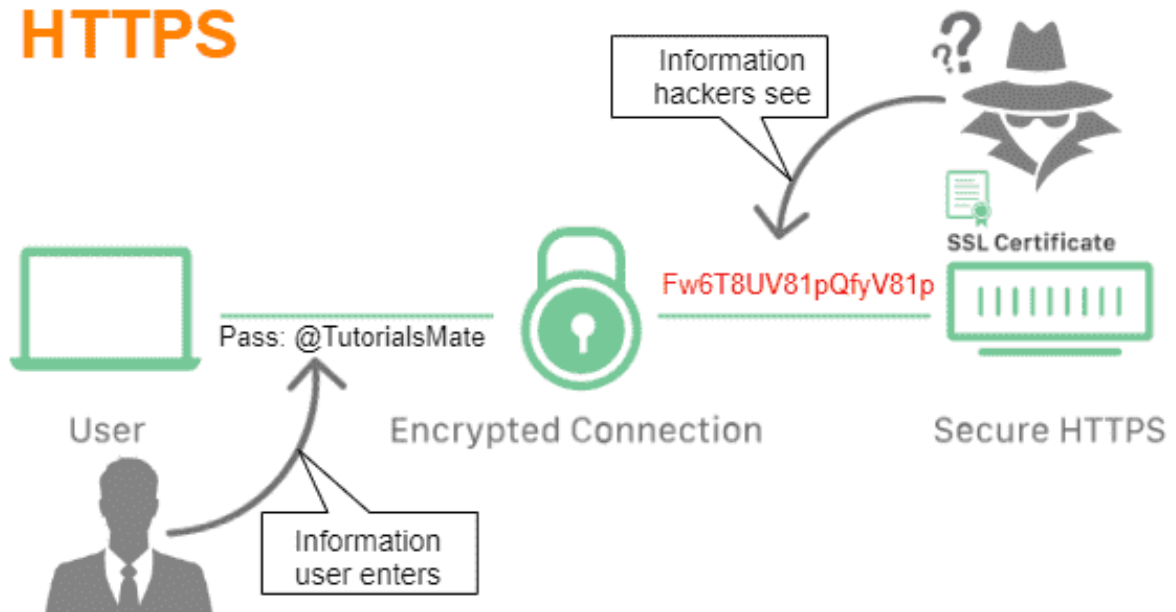 HTTPS
Information
hackers see
??
SSL Certificate
Fw6T8UV81pQfyV81p
Pass: @TutorialsMate
User
Encrypted Connection
Secure HTTPS
Information
user enters